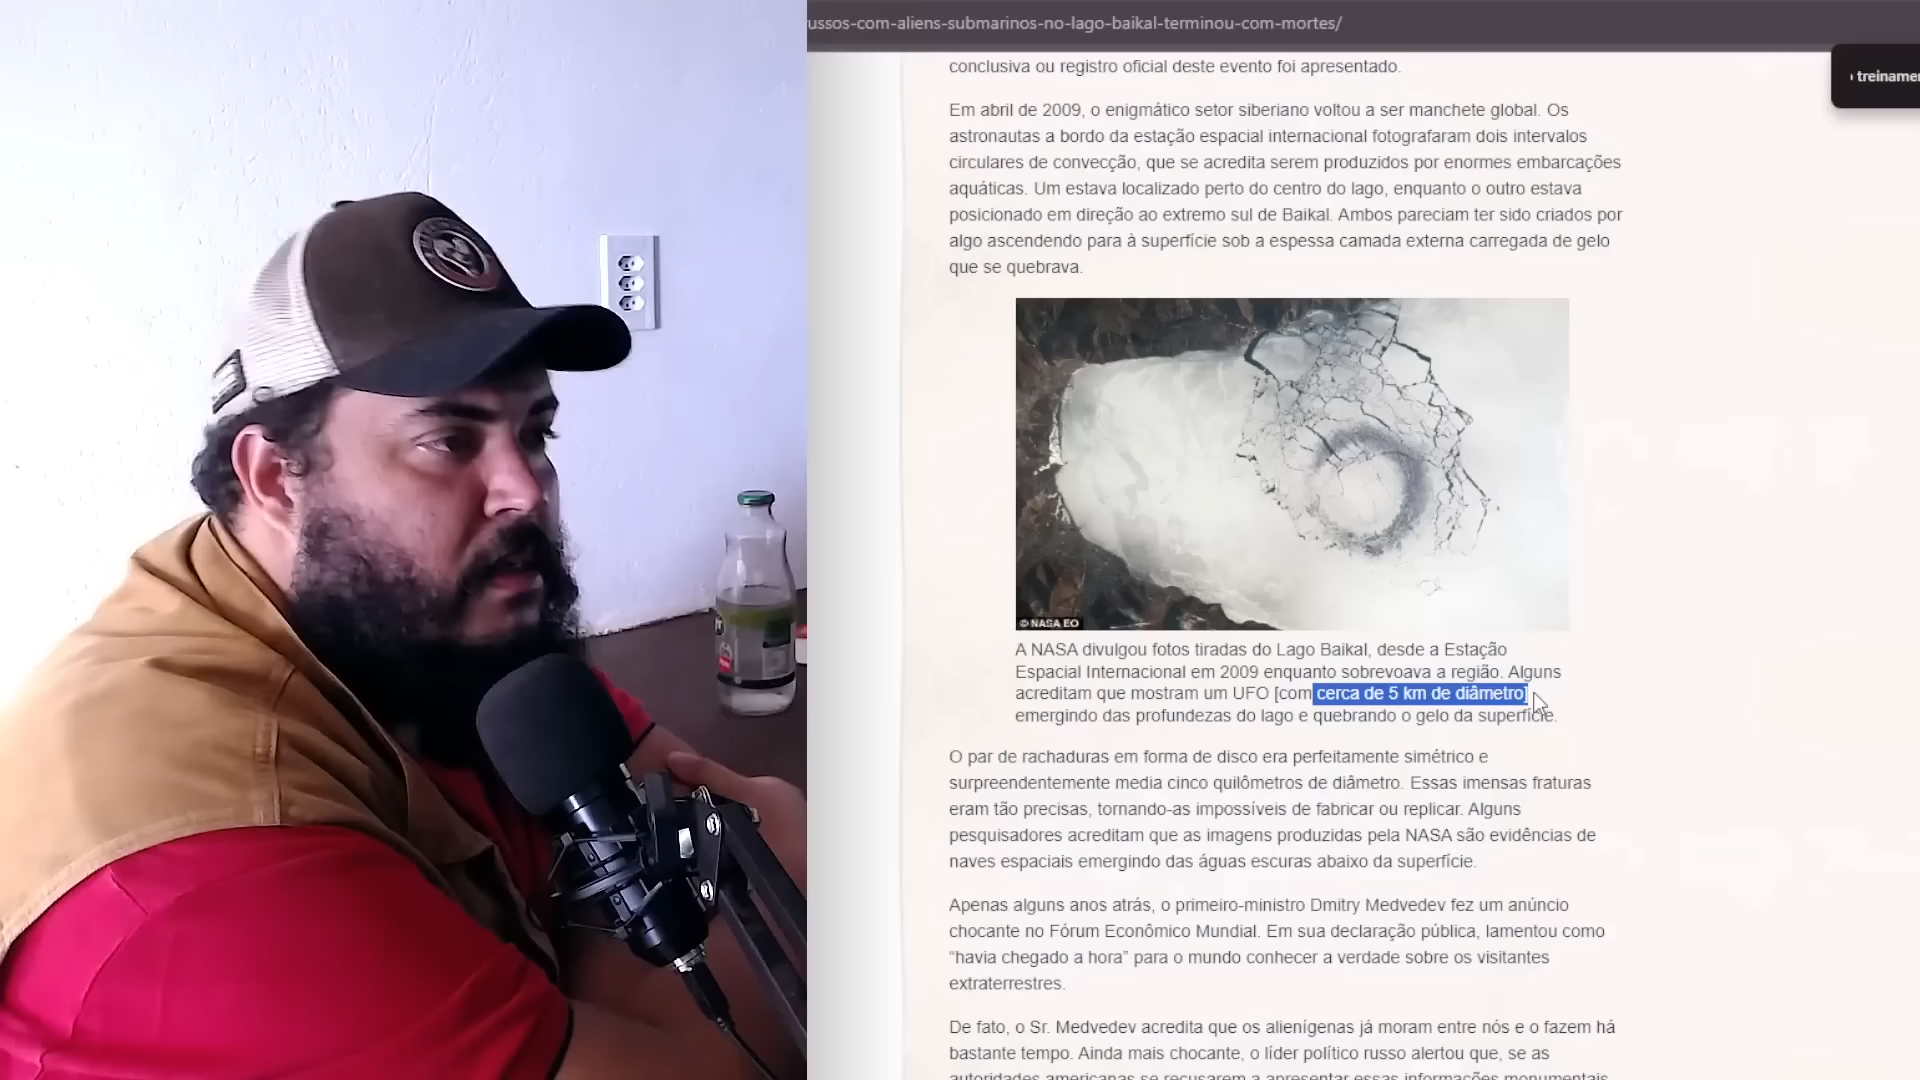 ussos-com-aliens-submarinos-no-lago-baikal-terminou-com-mortes/
conclusiva ou registro oficial deste evento foi apresentado.
Em abril de 2009, o enigmático setor siberiano voltou a ser manchete global. Os
astronautas a bordo da estação espacial internacional fotografaram dois intervalos
circulares de convecção, que se acredita serem produzidos por enormes embarcações
aquáticas. Um estava localizado perto do centro do lago, enquanto o outro estava
posicionado em direção ao extremo sul de Baikal. Ambos pareciam ter sido criados por
algo ascendendo para à superfície sob a espessa camada externa carregada de gelo
que se quebrava.
© NASA EO
A NASA divulgou fotos tiradas do Lago Baikal, desde a Estação
Espacial Internacional em 2009 enquanto sobrevoava a região. Alguns
acreditam que mostram um UFO [com cerca de 5 km de diâmetro]
emergindo das profundezas do lago e quebrando o gelo da superfície.
O par de rachaduras em forma de disco era perfeitamente simétrico e
surpreendentemente media cinco quilômetros de diâmetro. Essas imensas fraturas
eram tão precisas, tornando-as impossíveis de fabricar ou replicar. Alguns
pesquisadores acreditam que as imagens produzidas pela NASA são evidências de
naves espaciais emergindo das águas escuras abaixo da superfície.
Apenas alguns anos atrás, o primeiro-ministro Dmitry Medvedev fez um anúncio
chocante no Fórum Econômico Mundial. Em sua declaração pública, lamentou como
“havia chegado a hora” para o mundo conhecer a verdade sobre os visitantes
extraterrestres.
De fato, o Sr. Medvedev acredita que os alienígenas já moram entre nós e o fazem há
bastante tempo. Ainda mais chocante, o líder político russo alertou que, se as
autoridades americanas se recusarem a apresentar essas informações monumentais
treiname